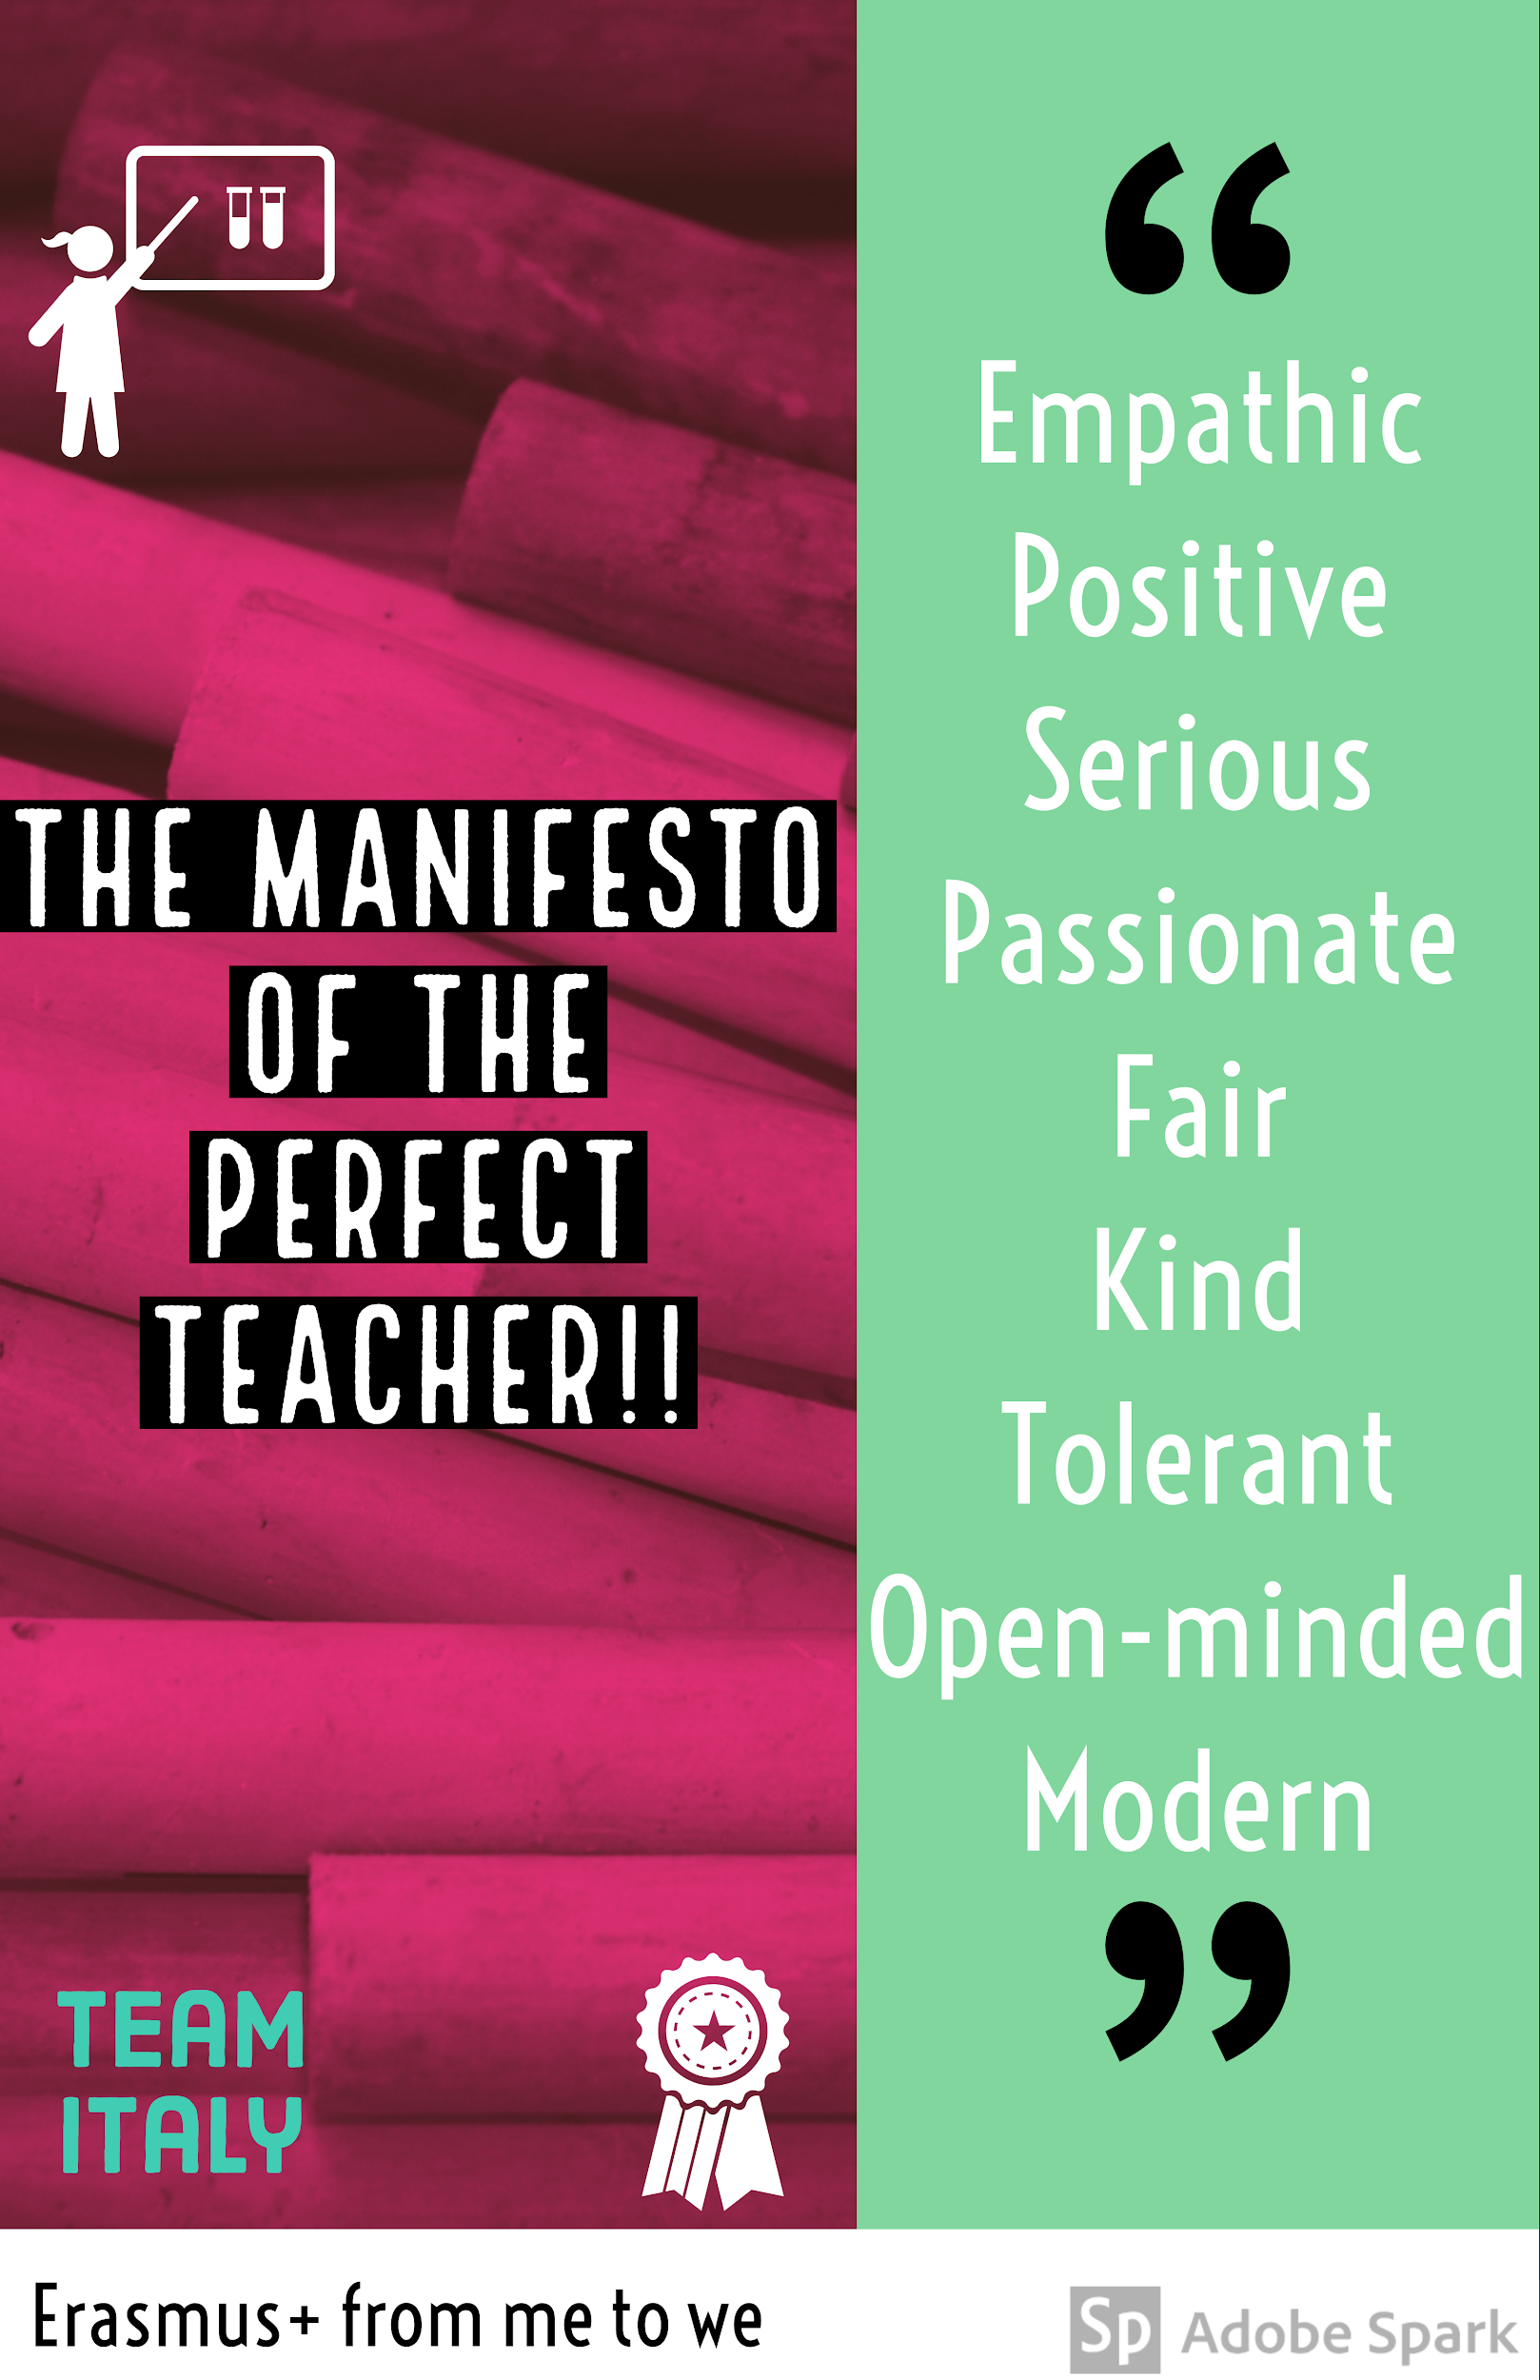 THE MANIFESTO
OF THE
PERFECT
TEACHER!!
TEAM
ITALY
“
Empathic
Positive
Serious
Passionate
Fair
Kind
Tolerant
Open-minded
Modern
”
Erasmus+ from me to we
Sp Adobe Spark